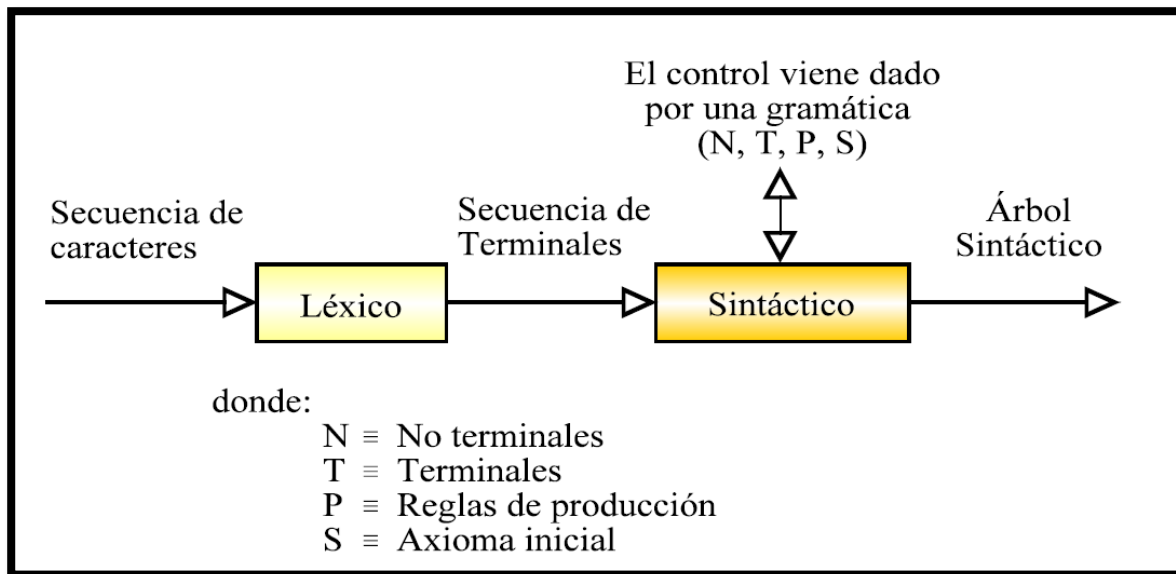 El control viene dado
por una gramática
(N, T, P, S)
Secuencia de
caracteres
Secuencia de
Terminales
Árbol
Sintáctico
Léxico
Sintáctico
donde:
N ≡ No terminales
T ≡ Terminales
P ≡ Reglas de producción
S ≡ Axioma inicial